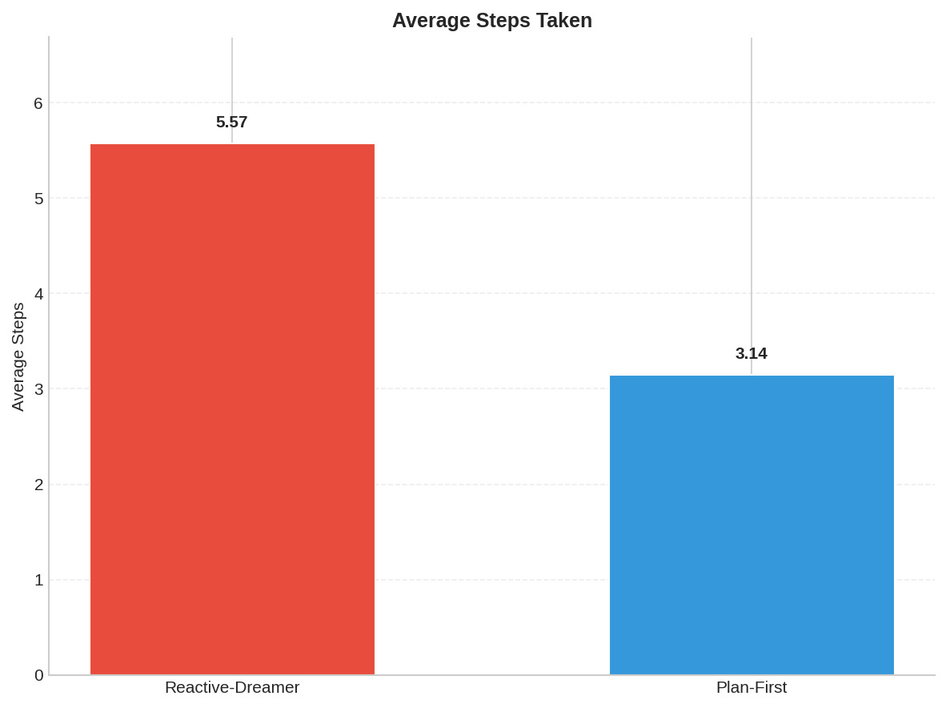 Average Steps Taken
Average Steps
6
5
4
3
2
1
0
5.57
3.14
Reactive-Dreamer
Plan-First